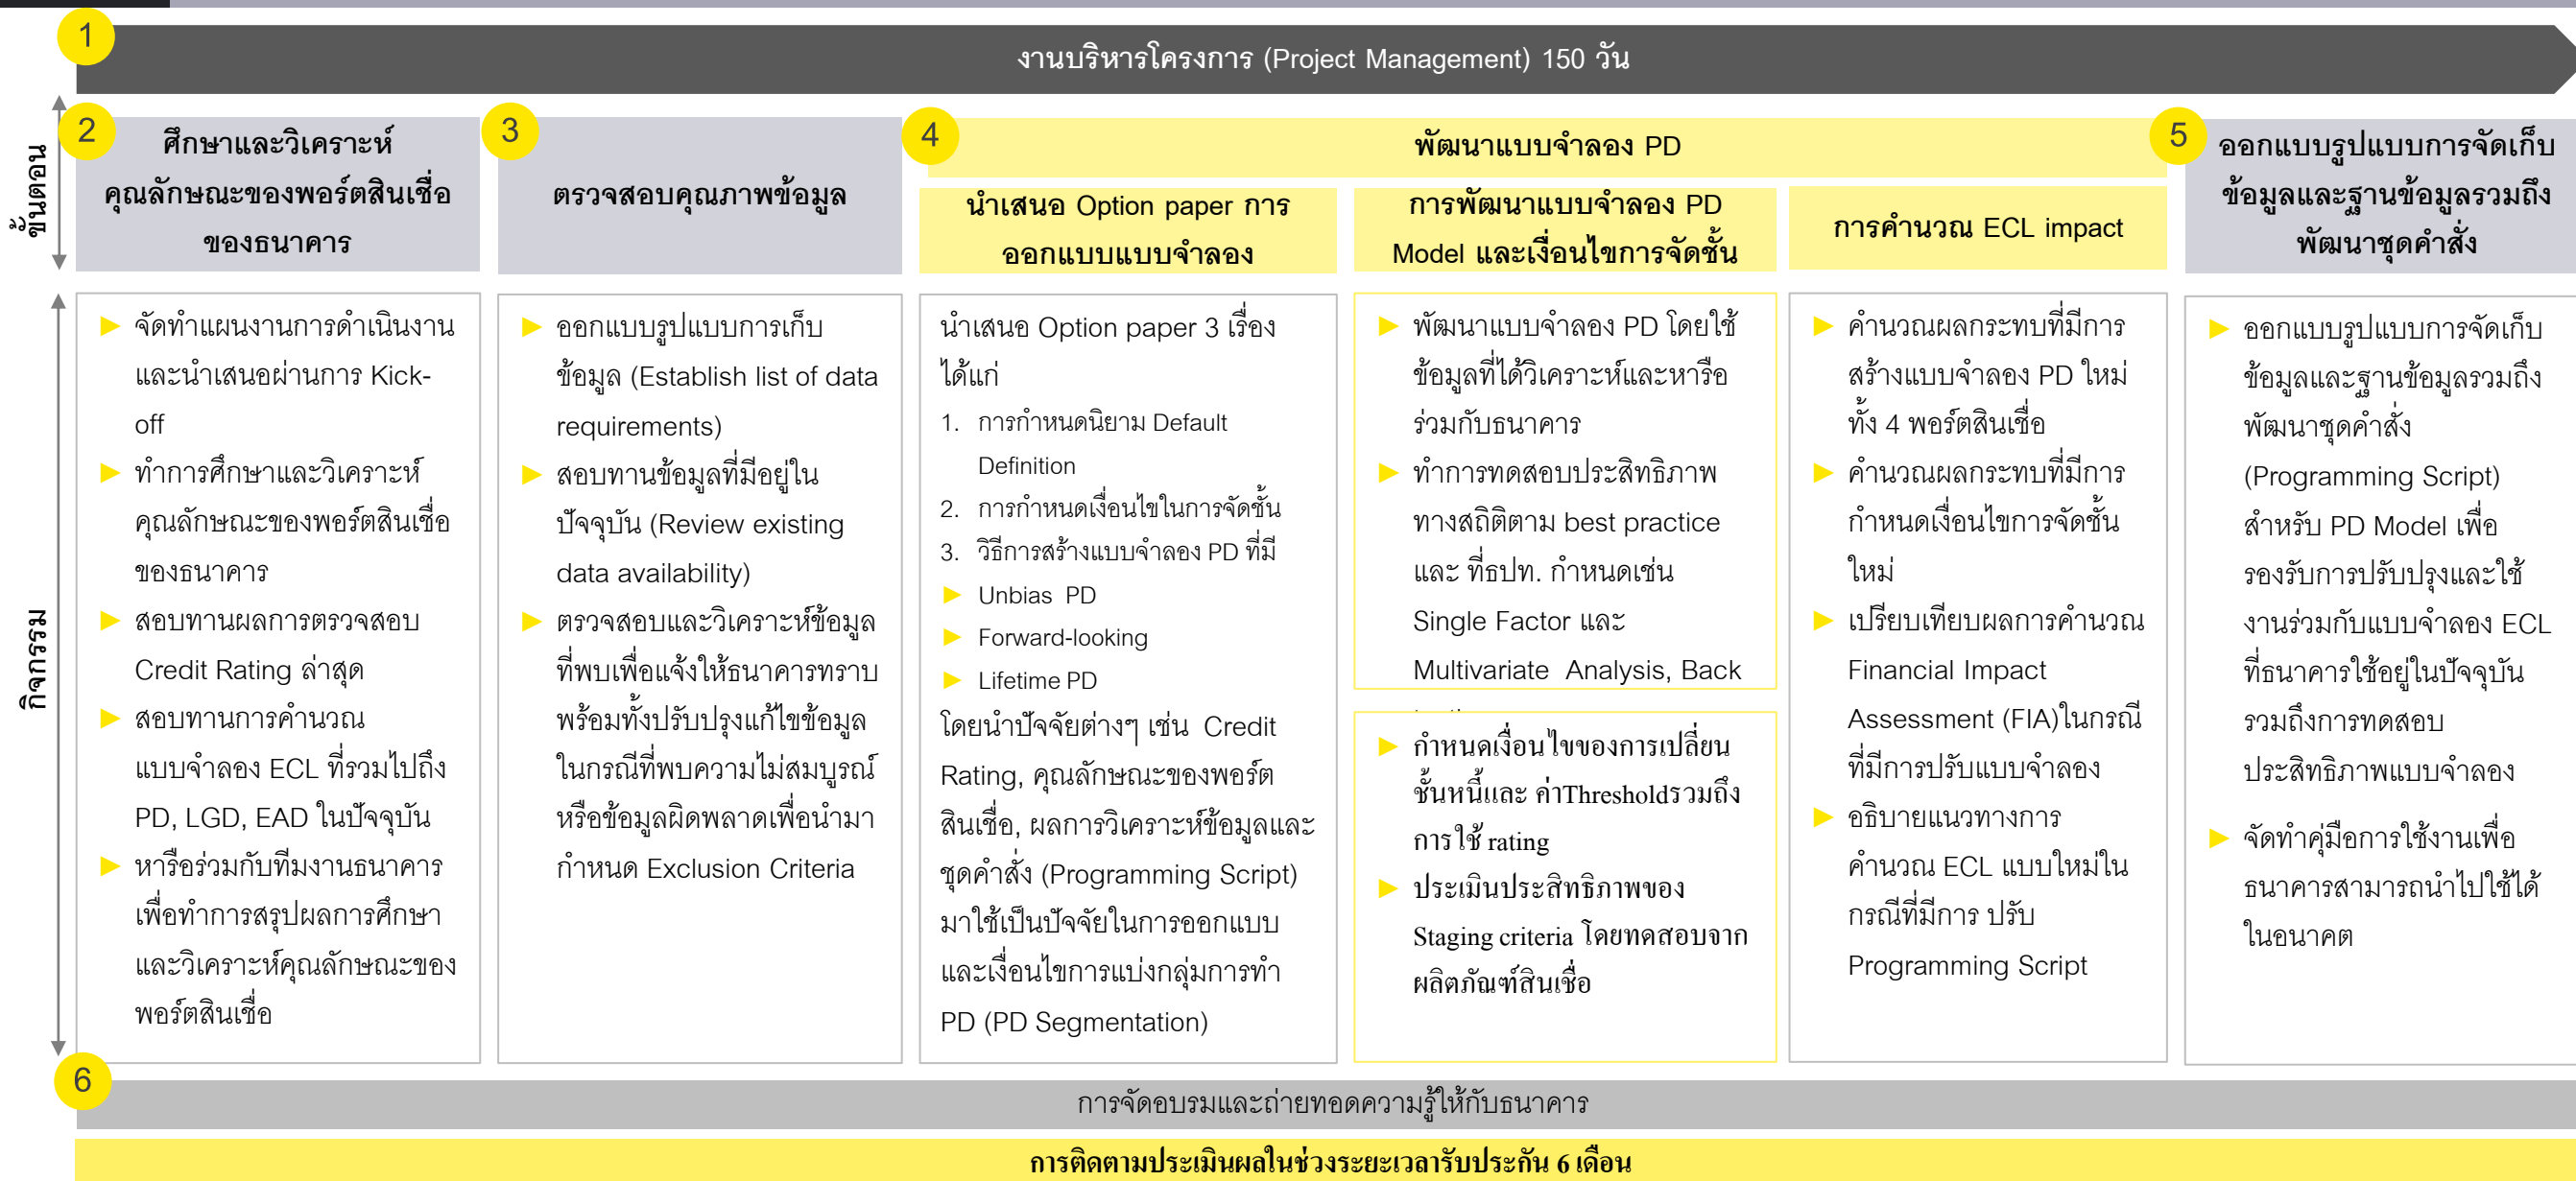 1
งานบริหารโครงการ (Project Management) 150 วัน
ขั้นตอน
2
ศึกษาและวิเคราะห์
คุณลักษณะของพอร์ตสินเชื่อ
ของธนาคาร
3
ตรวจสอบคุณภาพข้อมูล
4
พัฒนาแบบจำลอง PD
นำเสนอ Option paper การ
ออกแบบแบบจำลอง
การพัฒนาแบบจำลอง PD
Model และเงื่อนไขการจัดชั้น
การคำนวณ ECL impact
5
ออกแบบรูปแบบการจัดเก็บ
ข้อมูลและฐานข้อมูลรวมถึง
พัฒนาชุดคำสั่ง
กิจกรรม
จัดทำแผนงานการดำเนินงาน
และนำเสนอผ่านการ Kick-
off
ทำการศึกษาและวิเคราะห์
คุณลักษณะของพอร์ตสินเชื่อ
ของธนาคาร
สอบทานผลการตรวจสอบ
Credit Rating ล่าสุด
สอบทานการคำนวณ
แบบจำลอง ECL ที่รวมไปถึง
PD, LGD, EAD ในปัจจุบัน
หารือร่วมกับทีมงานธนาคาร
เพื่อทำการสรุปผลการศึกษา
และวิเคราะห์คุณลักษณะของ
พอร์ตสินเชื่อ
ออกแบบรูปแบบการเก็บ
ข้อมูล (Establish list of data
requirements)
สอบทานข้อมูลที่มีอยู่ใน
ปัจจุบัน (Review existing
data availability)
ตรวจสอบและวิเคราะห์ข้อมูล
ที่พบเพื่อแจ้งให้ธนาคารทราบ
พร้อมทั้งปรับปรุงแก้ไขข้อมูล
ในกรณีที่พบความไม่สมบูรณ์
หรือข้อมูลผิดพลาดเพื่อนำมา
กำหนด Exclusion Criteria
นำเสนอ Option paper 3 เรื่อง
ได้แก่
1. การกำหนดนิยาม Default
Definition
2. การกำหนดเงื่อนไขในการจัดชั้น
3. วิธีการสร้างแบบจำลอง PD ที่มี
Unbias PD
Forward-looking
Lifetime PD
โดยนำปัจจัยต่างๆ เช่น Credit
Rating, คุณลักษณะของพอร์ต
สินเชื่อ, ผลการวิเคราะห์ข้อมูลและ
ชุดคำสั่ง (Programming Script)
มาใช้เป็นปัจจัยในการออกแบบ
และเงื่อนไขการแบ่งกลุ่มการทำ
PD (PD Segmentation)
พัฒนาแบบจำลอง PD โดยใช้
ข้อมูลที่ได้วิเคราะห์และหารือ
ร่วมกับธนาคาร
ทำการทดสอบประสิทธิภาพ
ทางสถิติตาม best practice
และ ที่ธปท. กำหนดเช่น
Single Factor และ
Multivariate Analysis, Back
กำหนดเงื่อนไขของการเปลี่ยน
ชั้นหนี้และ ค่าThresholdรวมถึง
การใช้ rating
ประเมินประสิทธิภาพของ
Staging criteria โดยทดสอบจาก
ผลิตภัณฑ์สินเชื่อ
คำนวณผลกระทบที่มีการ
สร้างแบบจำลอง PD ใหม่
ทั้ง 4 พอร์ตสินเชื่อ
คำนวณผลกระทบที่มีการ
กำหนดเงื่อนไขการจัดชั้น
ใหม่
เปรียบเทียบผลการคำนวณ
Financial Impact
Assessment (FIA)ในกรณี
ที่มีการปรับแบบจำลอง
อธิบายแนวทางการ
คำนวณ ECL แบบใหม่ใน
กรณีที่มีการ ปรับ
Programming Script
ออกแบบรูปแบบการจัดเก็บ
ข้อมูลและฐานข้อมูลรวมถึง
พัฒนาชุดคำสั่ง
(Programming Script)
สำหรับ PD Model เพื่อ
รองรับการปรับปรุงและใช้
งานร่วมกับแบบจำลอง ECL
ที่ธนาคารใช้อยู่ในปัจจุบัน
รวมถึงการทดสอบ
ประสิทธิภาพแบบจำลอง
จัดทำคู่มือการใช้งานเพื่อ
ธนาคารสามารถนำไปใช้ได้
ในอนาคต
6
การจัดอบรมและถ่ายทอดความรู้ให้กับธนาคาร
การติดตามประเมินผลในช่วงระยะเวลารับประกัน 6 เดือน